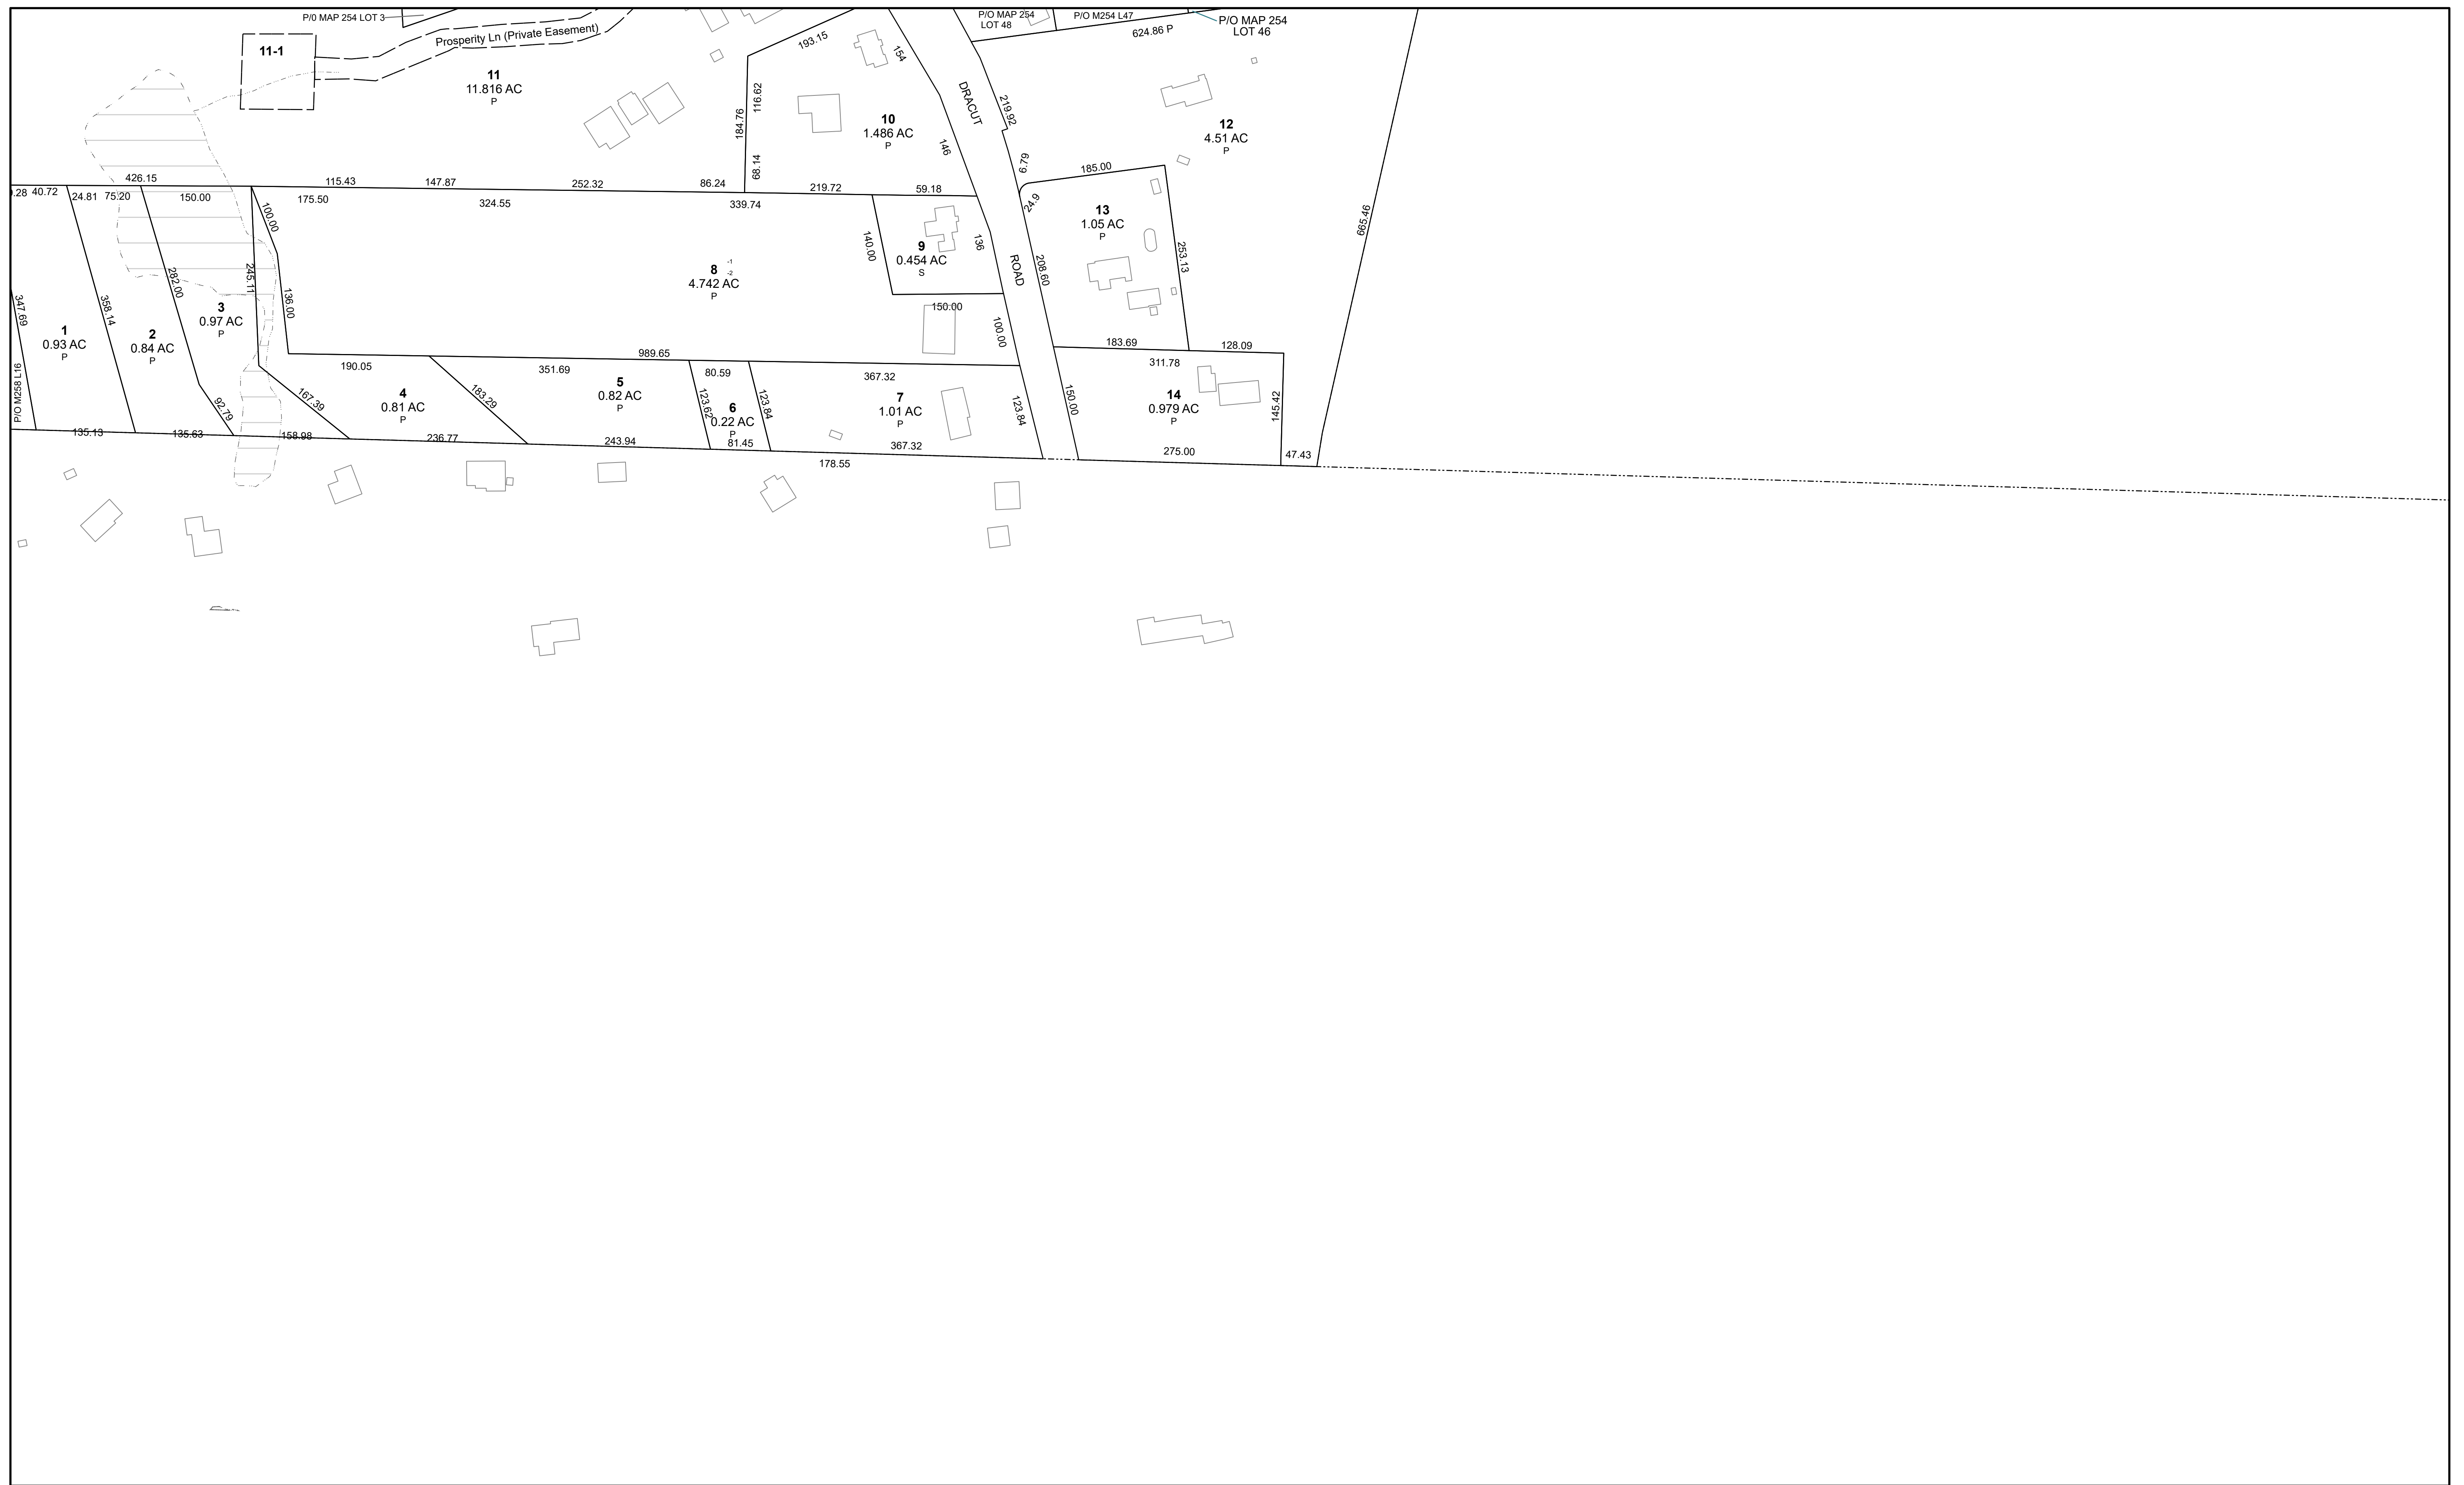 P/0 MAP 254 LOT 3
P/O MAP 254
LOT 48
P/O M254 L47
P/O MAP 254
LOT 46
624.86 P
Prosperity Ln (Private Easement)
193.15
154
11-1
11
11.816 AC
P
184.76
116.62
68.14
10
1.486 AC
P
146
DRACUT
219.92
6.79
12
4.51 AC
P
665.46
185.00
24.9
13
1.05 AC
P
253.13
208.60
ROAD
40.72
24.81
426.15
75.20
150.00
115.43
175.50
147.87
324.55
252.32
86.24
339.74
219.72
59.18
100.00
245.11
136.00
140.00
9
0.454 AC
S
136
150.00
100.00
8
-1
-2
4.742 AC
P
347.69
358.14
282.00
1
0.93 AC
P
2
0.84 AC
P
3
0.97 AC
P
P/O M258 L16
92.79
167.39
190.05
183.29
989.65
351.69
80.59
367.32
4
0.81 AC
P
5
0.82 AC
P
123.62
6
0.22 AC
P
123.84
7
1.01 AC
P
123.84
183.69
128.09
311.78
150.00
14
0.979 AC
P
145.42
135.13
135.63
158.98
236.77
243.94
81.45
367.32
178.55
275.00
47.43